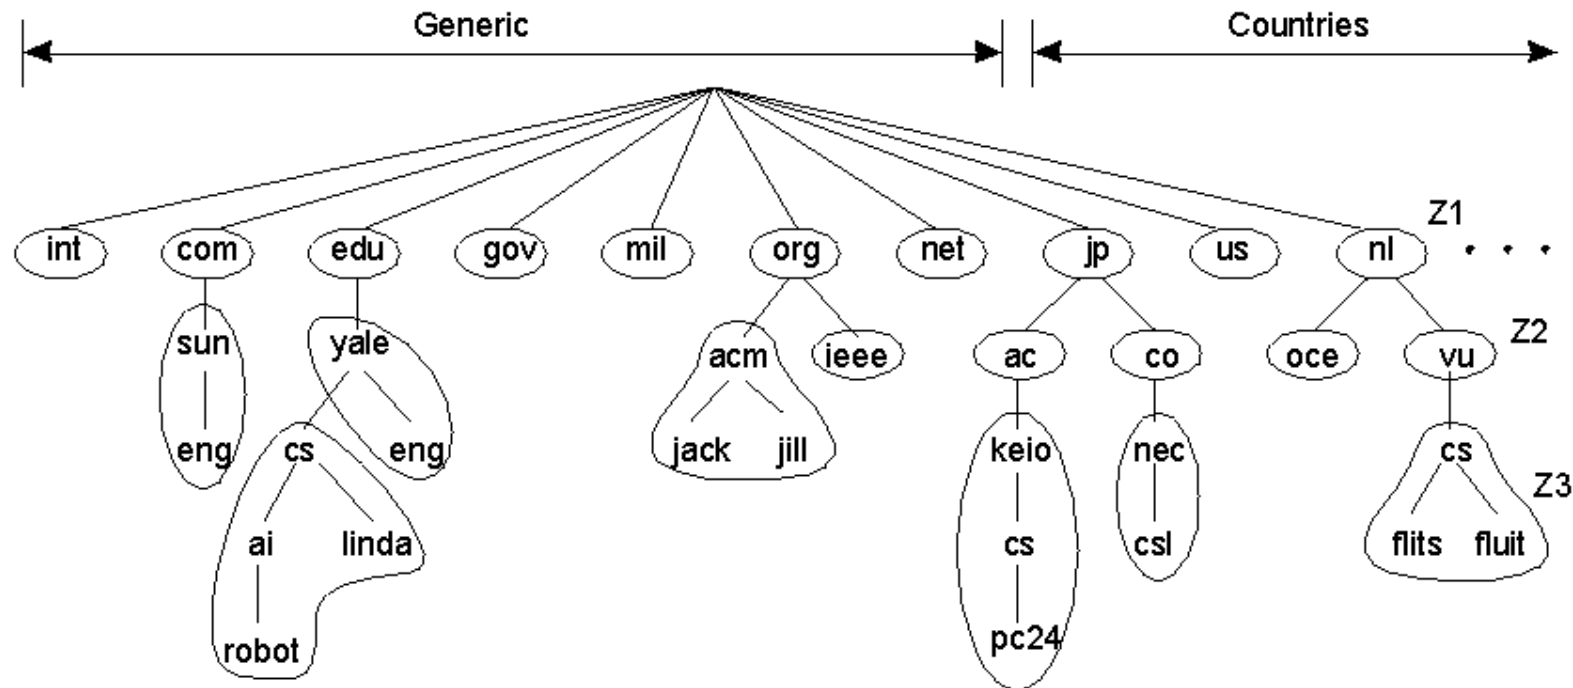 Generic Countries
Z1
int com edu gov mil org net jp us nl . . .
Z2
sun yale acm ieee ac co oce vu
eng cs eng jack jill keio nec cs
Z3
ai linda cs csl flits fluit
robot pc24